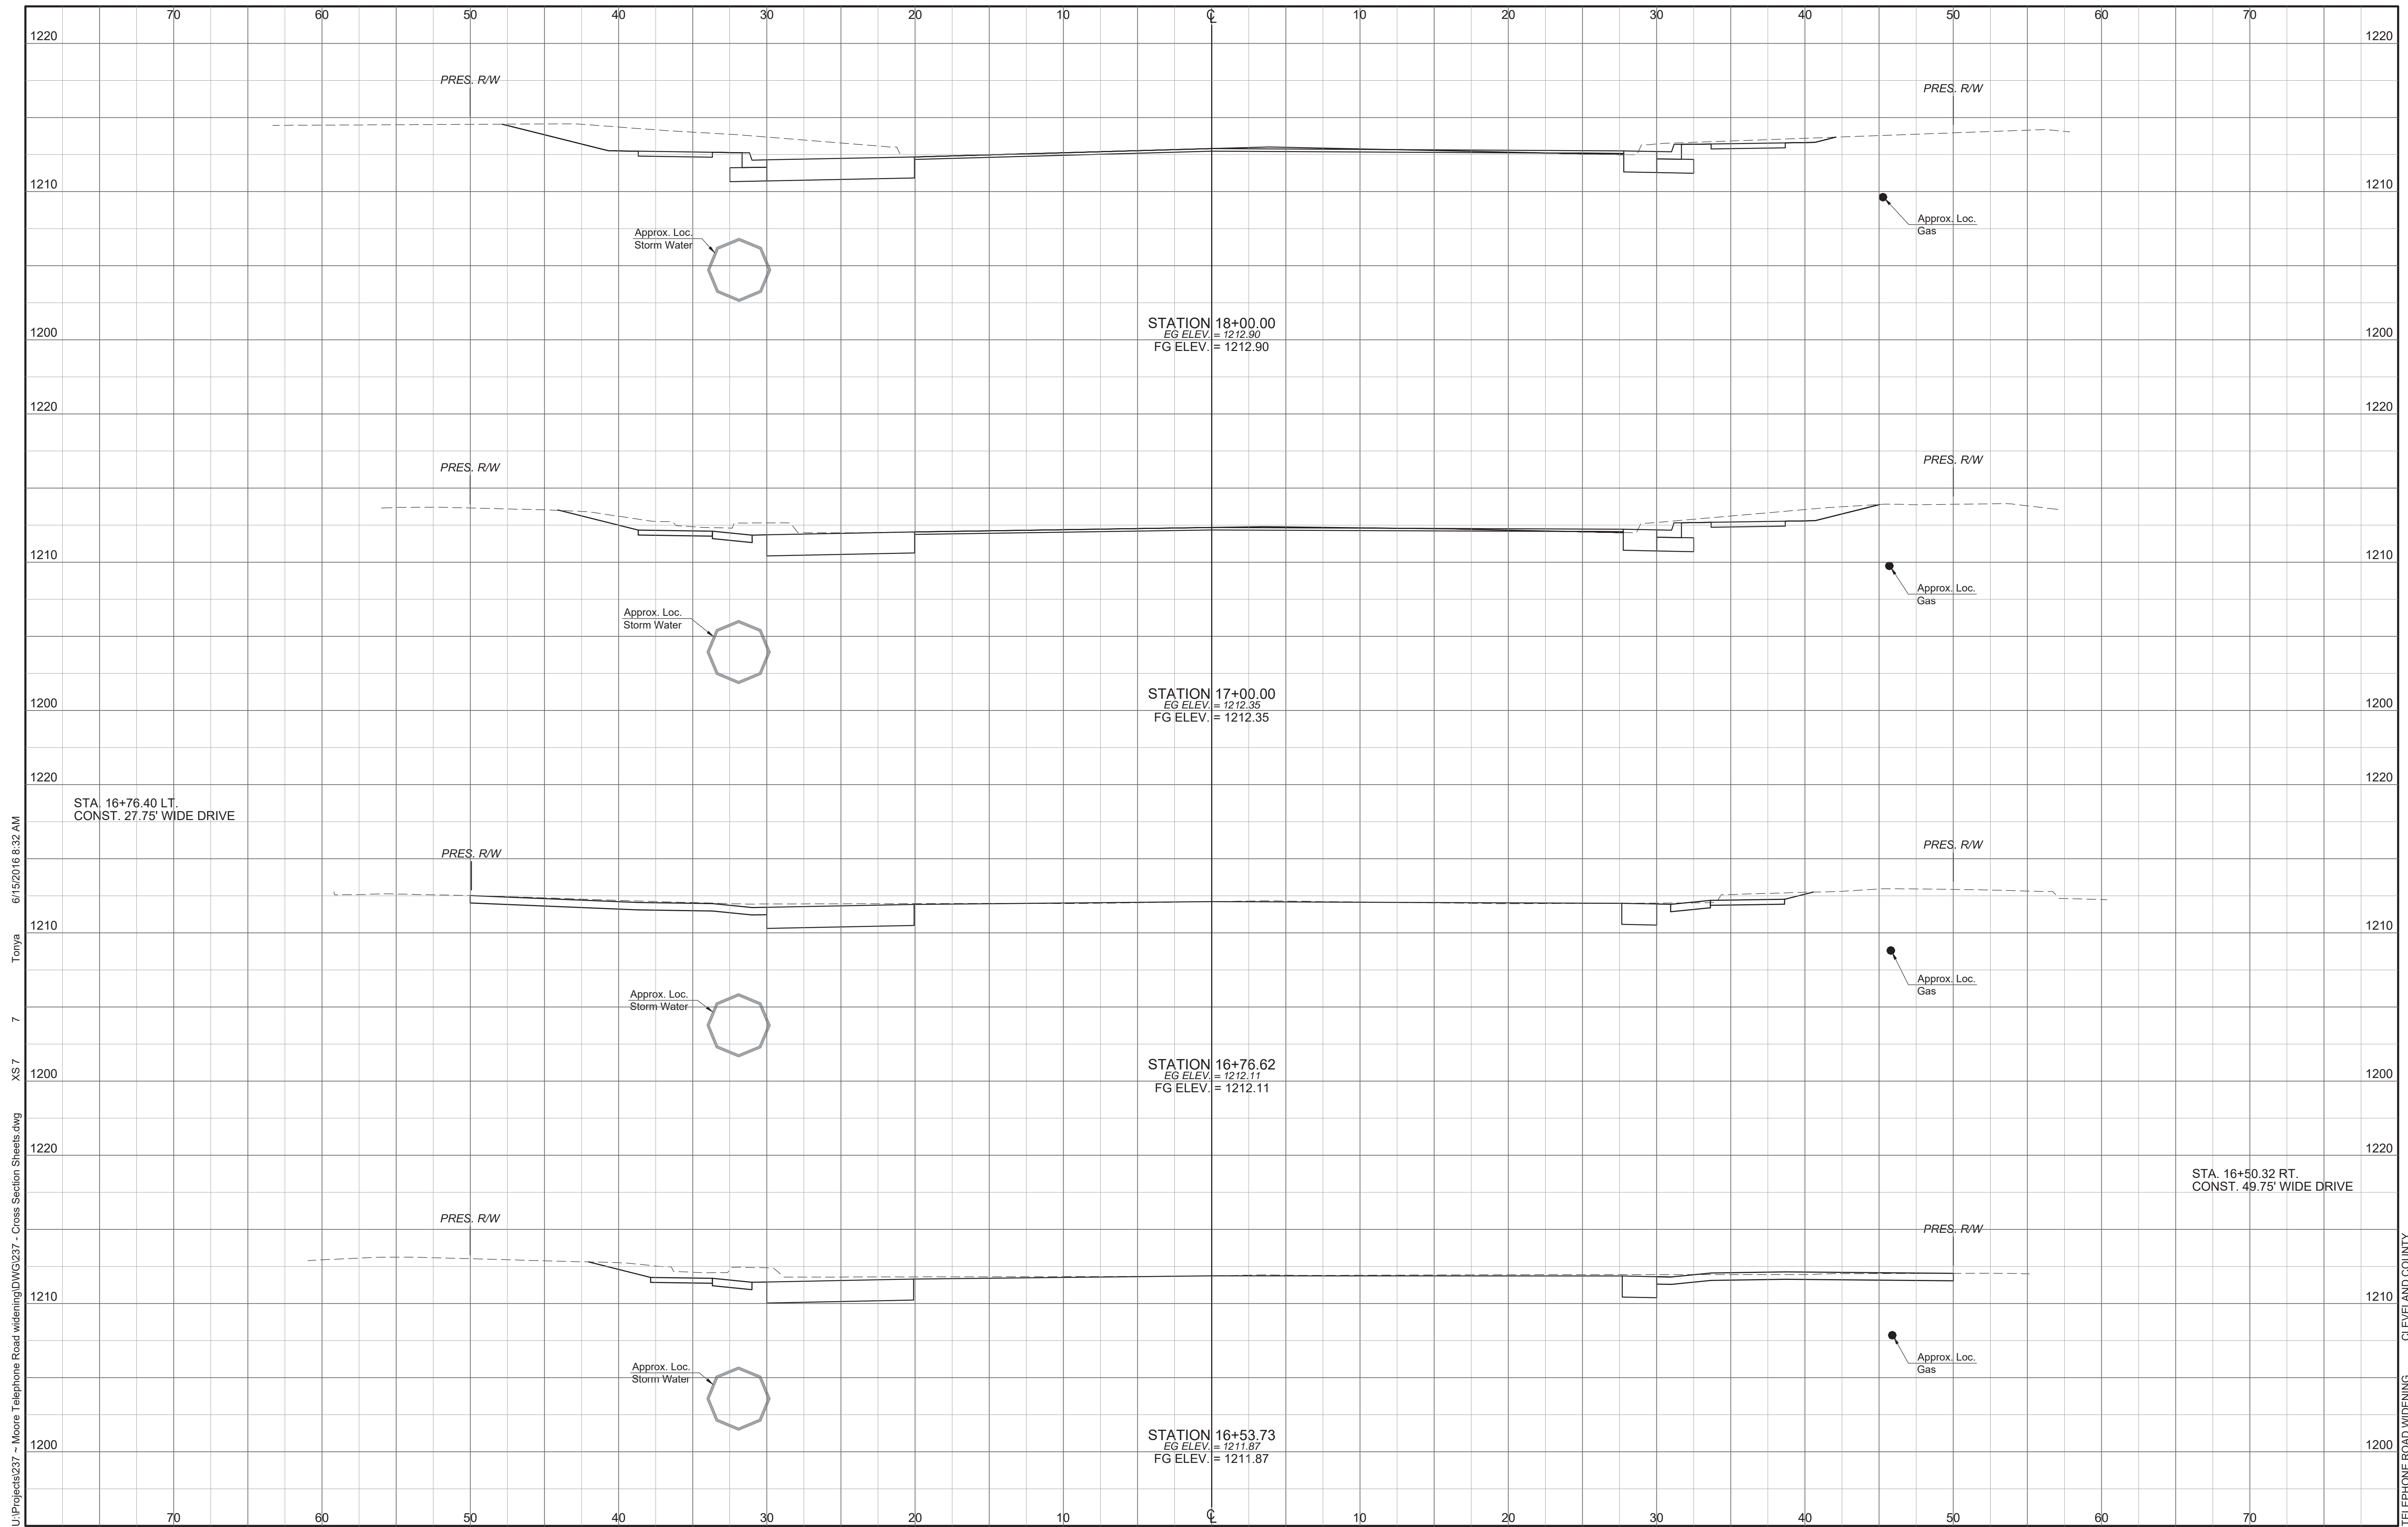 70 60 50 40 30 20 10 ℄ 10 20 30 40 50 60 70
1220 1220
PRES. R/W PRES. R/W
1210 1210
Approx. Loc.
Storm Water
Approx. Loc.
Gas
STATION 18+00.00
EG ELEV. = 1212.90
FG ELEV. = 1212.90
1200 1200
1220 1220
PRES. R/W PRES. R/W
1210 1210
Approx. Loc.
Storm Water
Approx. Loc.
Gas
STATION 17+00.00
EG ELEV. = 1212.35
FG ELEV. = 1212.35
1200 1200
1220 1220
STA. 16+76.40 LT.
CONST. 27.75' WIDE DRIVE
PRES. R/W PRES. R/W
1210 1210
Approx. Loc.
Storm Water
Approx. Loc.
Gas
STATION 16+76.62
EG ELEV. = 1212.11
FG ELEV. = 1212.11
1200 1200
1220 1220
STA. 16+50.32 RT.
CONST. 49.75' WIDE DRIVE
PRES. R/W PRES. R/W
1210 1210
Approx. Loc.
Storm Water
Approx. Loc.
Gas
STATION 16+53.73
EG ELEV. = 1211.87
FG ELEV. = 1211.87
1200 1200
70 60 50 40 30 20 10 ℄ 10 20 30 40 50 60 70
U:\Projects\237 ~ Moore Telephone Road widening\DWG\237 - Cross Section Sheets.dwg XS 7 7 Tonya 6/15/2016 8:32 AM
TELEPHONE ROAD WIDENING CLEVELAND COUNTY